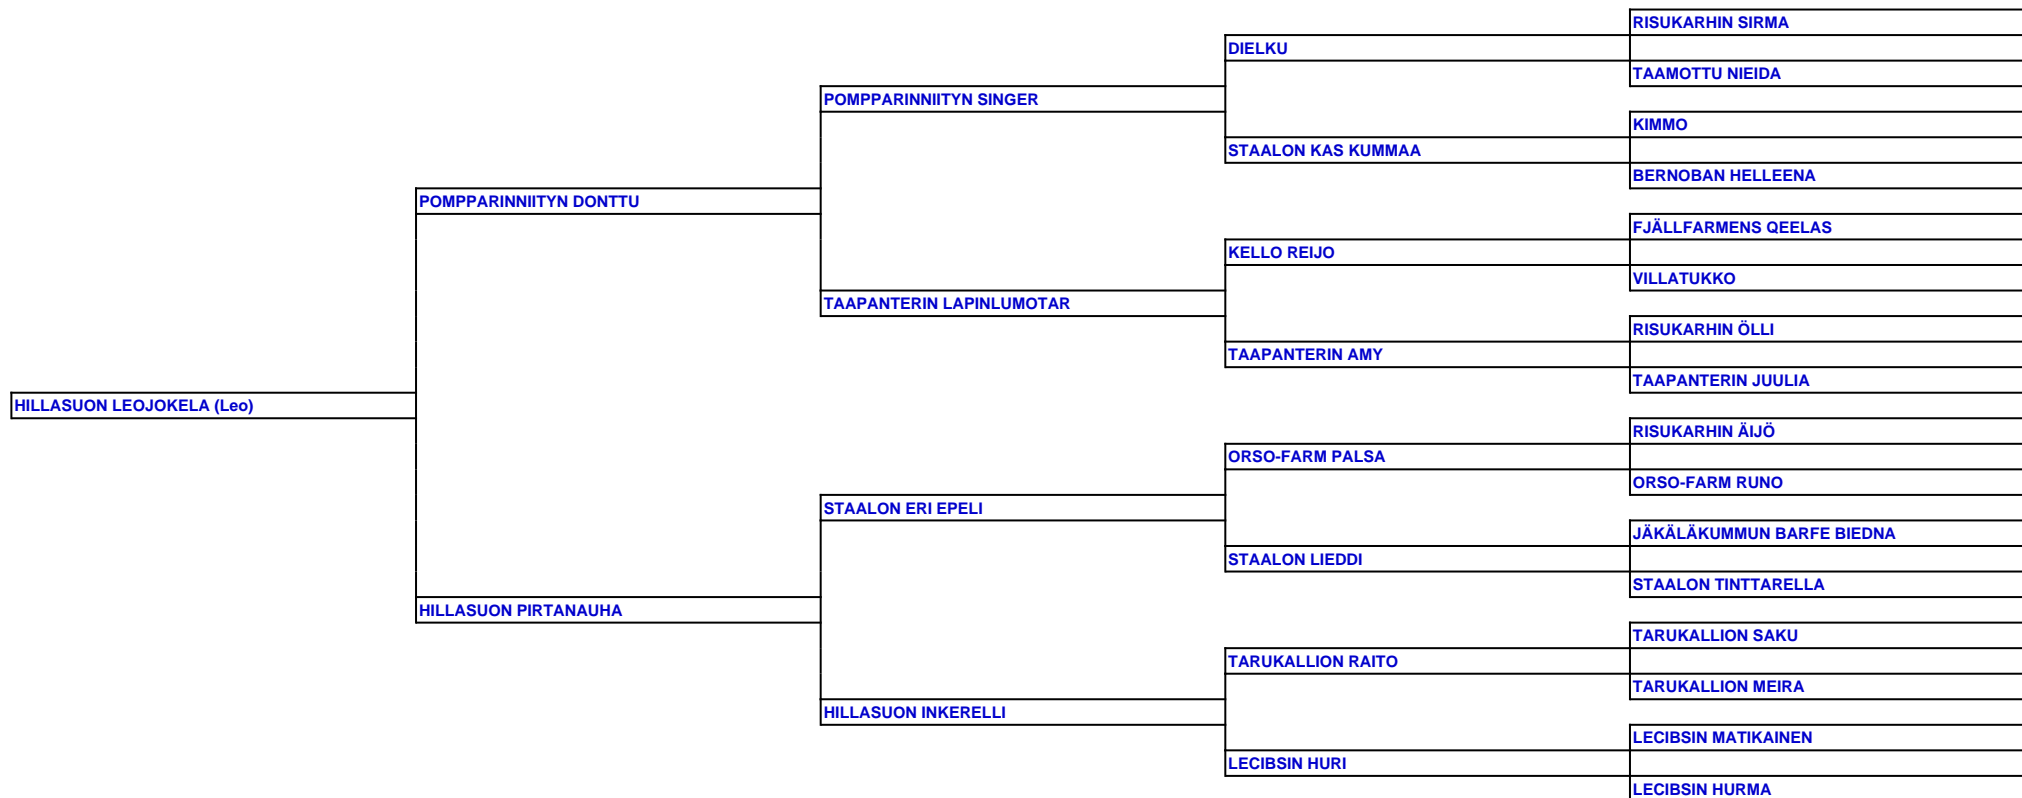 RISUKARHIN SIRMA
DIELKU
TAAMOTTU NIEIDA
POMPPARINNIITYN SINGER
KIMMO
STAALON KAS KUMMAA
BERNOBAN HELLEENA
POMPPARINNIITYN DONTTU
FJÄLLFARMENS QEELAS
KELLO REIJO
VILLATUKKO
TAAPANTERIN LAPINLUMOTAR
RISUKARHIN ÖLLI
TAAPANTERIN AMY
TAAPANTERIN JUULIA
HILLASUON LEOJOKELA (Leo)
RISUKARHIN ÄIJÖ
ORSO-FARM PALSA
ORSO-FARM RUNO
STAALON ERI EPELI
JÄKÄLÄKUMMUN BARFE BIEDNA
STAALON LIEDDI
STAALON TINTTARELLA
HILLASUON PIRTANAUHA
TARUKALLION SAKU
TARUKALLION RAITO
TARUKALLION MEIRA
HILLASUON INKERELLI
LECIBSIN MATIKAINEN
LECIBSIN HURI
LECIBSIN HURMA